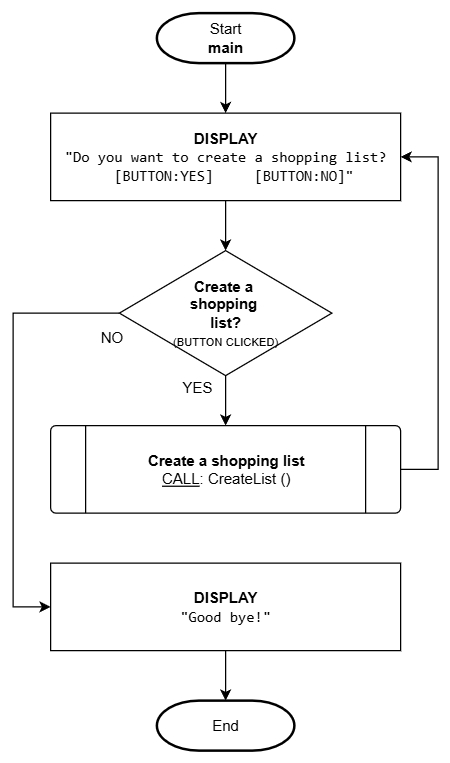 Start
main
DISPLAY
"Do you want to create a shopping list?
[BUTTON:YES] [BUTTON:NO]"
Create a
shopping
list?
(BUTTON CLICKED)
NO
YES
Create a shopping list
CALL: CreateList ()
DISPLAY
"Good bye!"
End